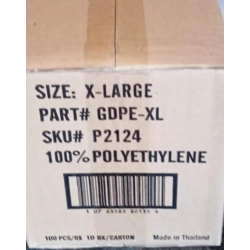 SIZE: X-LARGE
PART# GDPE-XL
SKU# P2124
100% POLYETHYLENE
100 PCS/BX 10 BX/CARTON
Made in Thailand